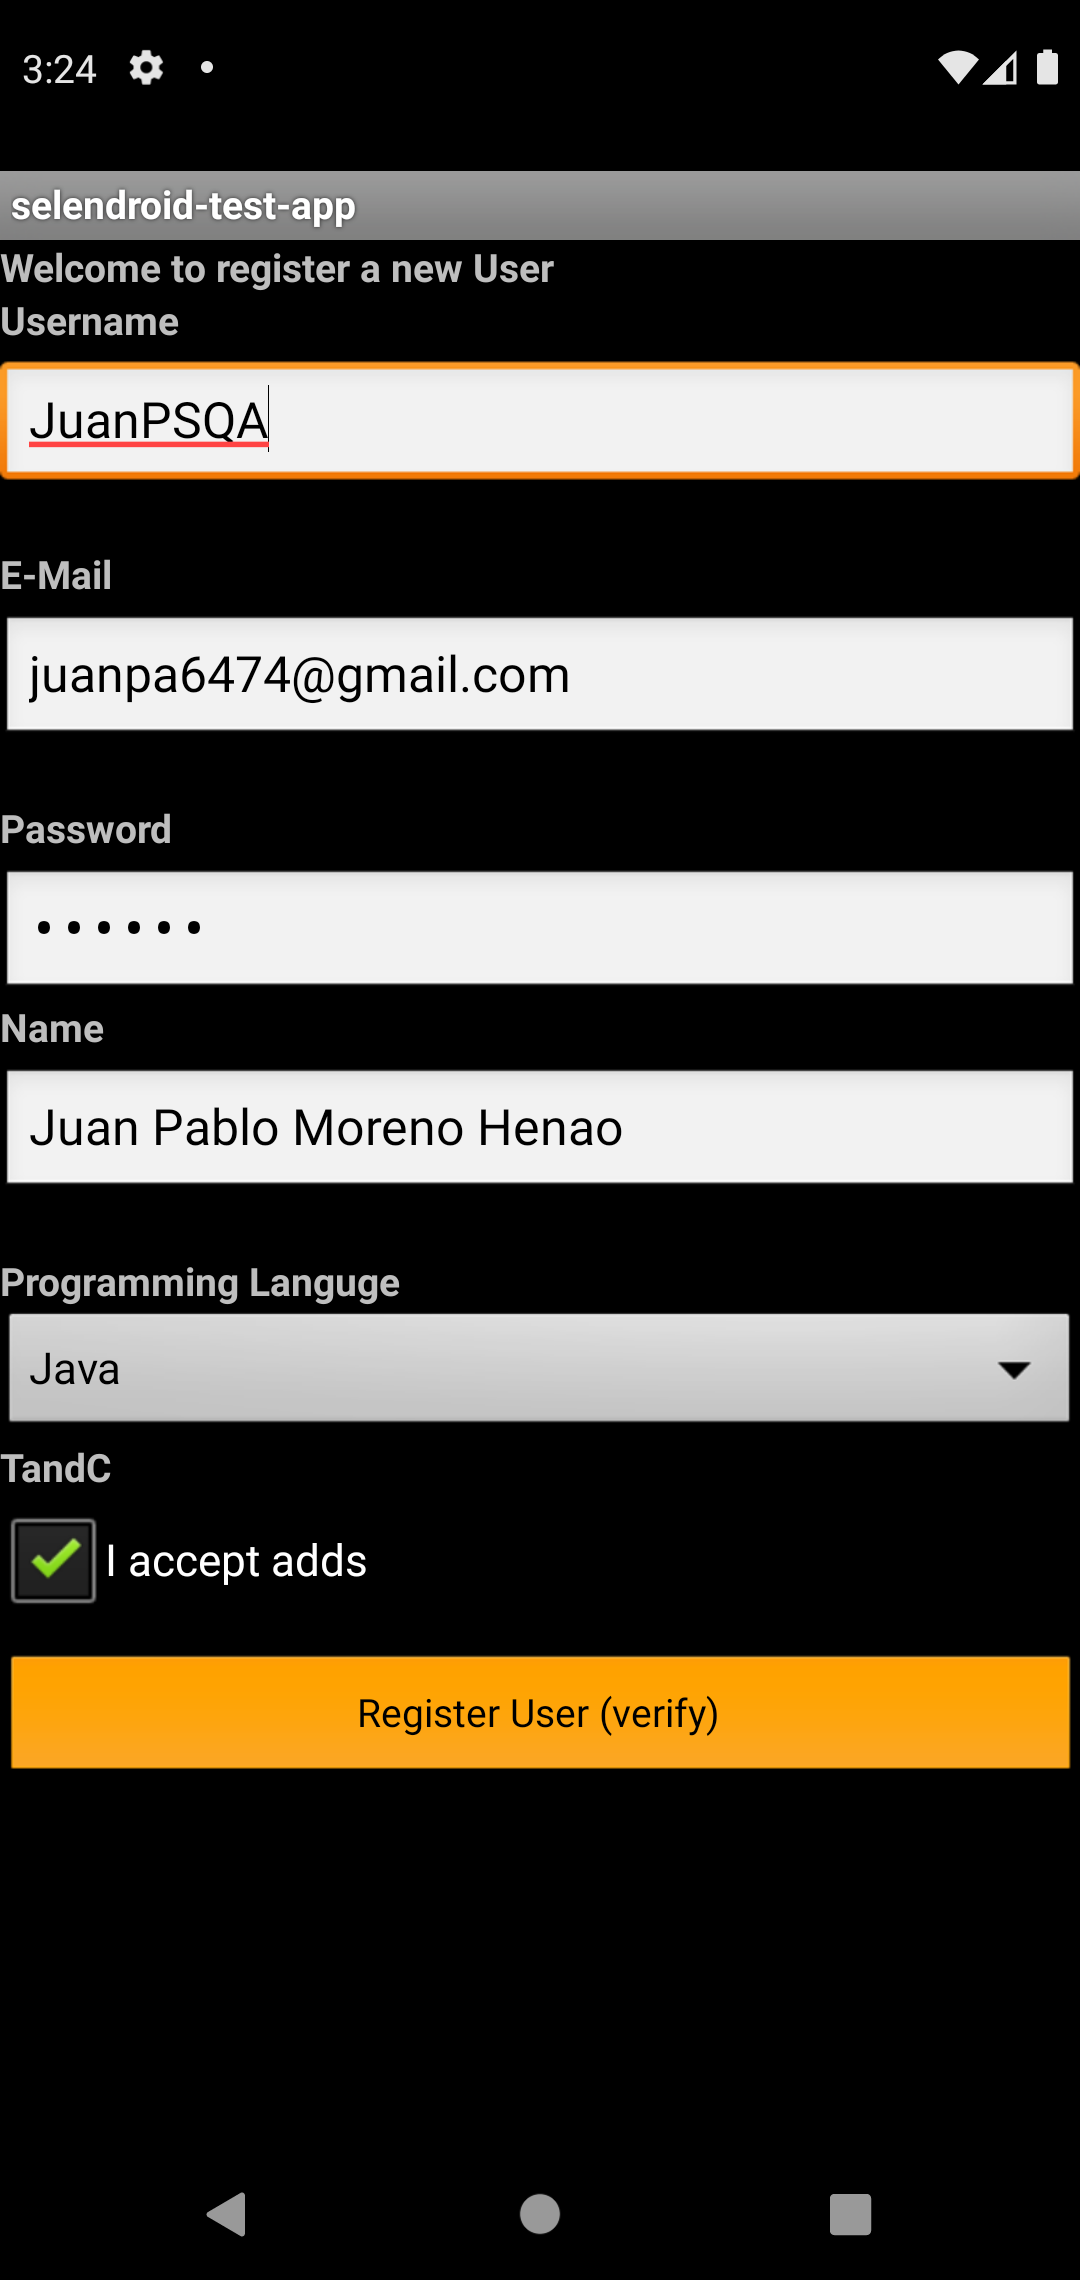 3:24
selendroid-test-app
Welcome to register a new User
Username
JuanPSQA
E-Mail
juanpa6474@gmail.com
Password
••••••
Name
Juan Pablo Moreno Henao
Programming Languge
Java
TandC
I accept adds
Register User (verify)